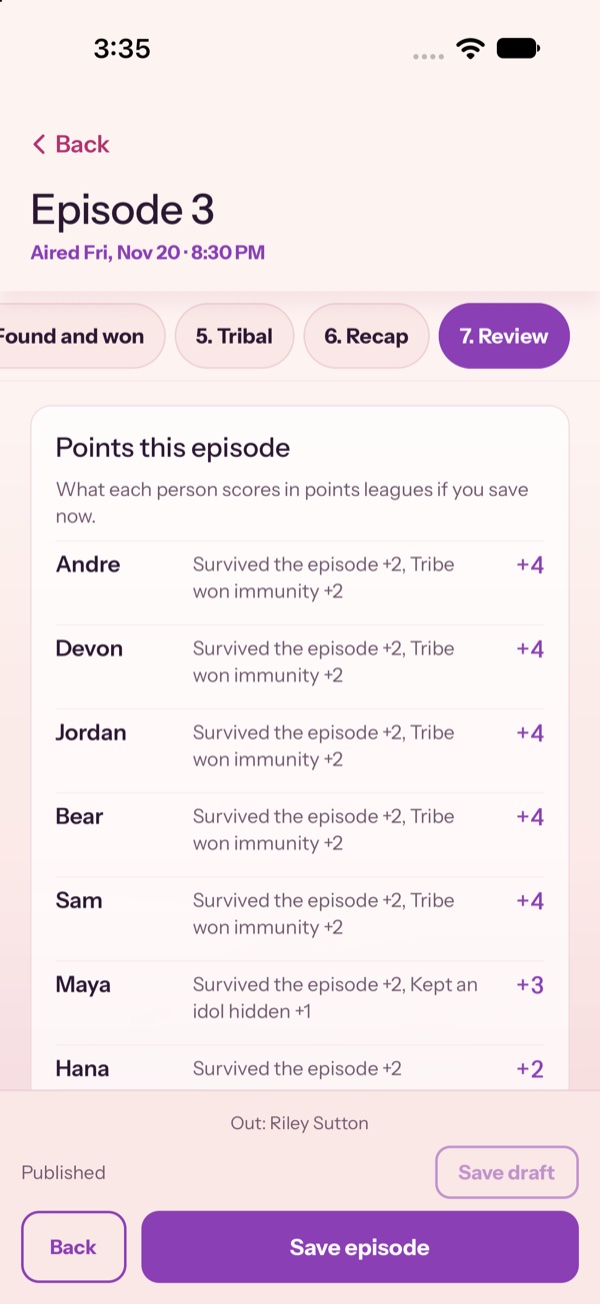 3:35
Back
Episode 3
Aired Fri, Nov 20 · 8:30 PM
Found and won
5. Tribal
6. Recap
7. Review
Points this episode
What each person scores in points leagues if you save
now.
Andre
Survived the episode +2, Tribe
won immunity +2
+4
Devon
Survived the episode +2, Tribe
won immunity +2
+4
Jordan
Survived the episode +2, Tribe
won immunity +2
+4
Bear
Survived the episode +2, Tribe
won immunity +2
+4
Sam
Survived the episode +2, Tribe
won immunity +2
+4
Maya
Survived the episode +2, Kept an
idol hidden +1
+3
Hana
Survived the episode +2
+2
Out: Riley Sutton
Published
Save draft
Back
Save episode